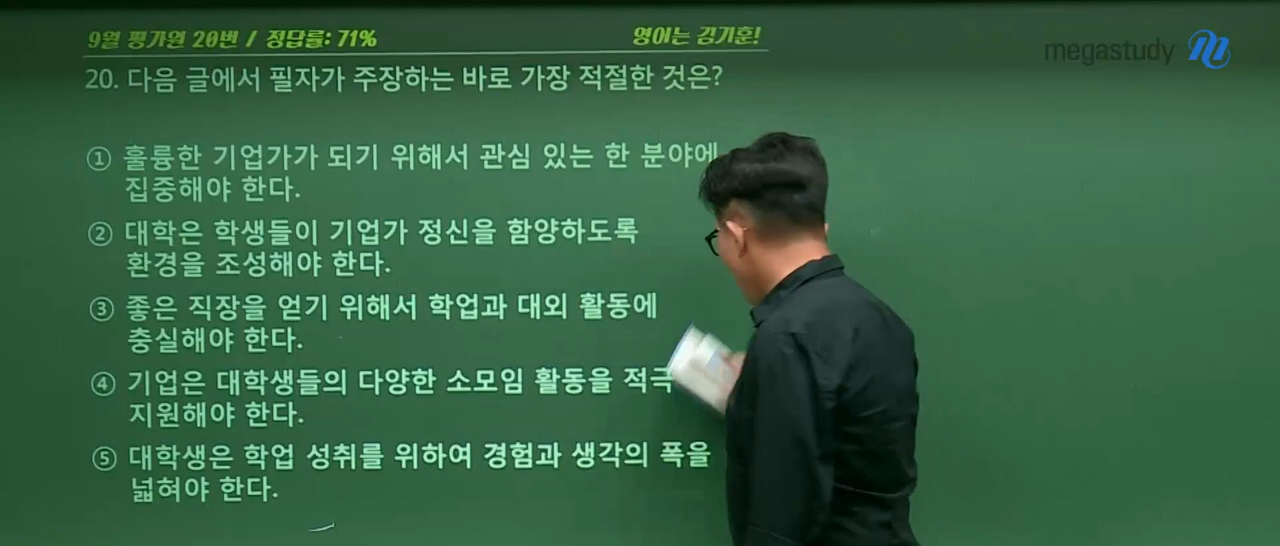 9월 평가원 20번 / 정답률: 71%
영어는 김기훈!
megastudy
20. 다음 글에서 필자가 주장하는 바로 가장 적절한 것은?
① 훌륭한 기업가가 되기 위해서 관심 있는 한 분야에
집중해야 한다.
② 대학은 학생들이 기업가 정신을 함양하도록
환경을 조성해야 한다.
③ 좋은 직장을 얻기 위해서 학업과 대외 활동에
충실해야 한다.
④ 기업은 대학생들의 다양한 소모임 활동을 적극
지원해야 한다.
⑤ 대학생은 학업 성취를 위하여 경험과 생각의 폭을
넓혀야 한다.